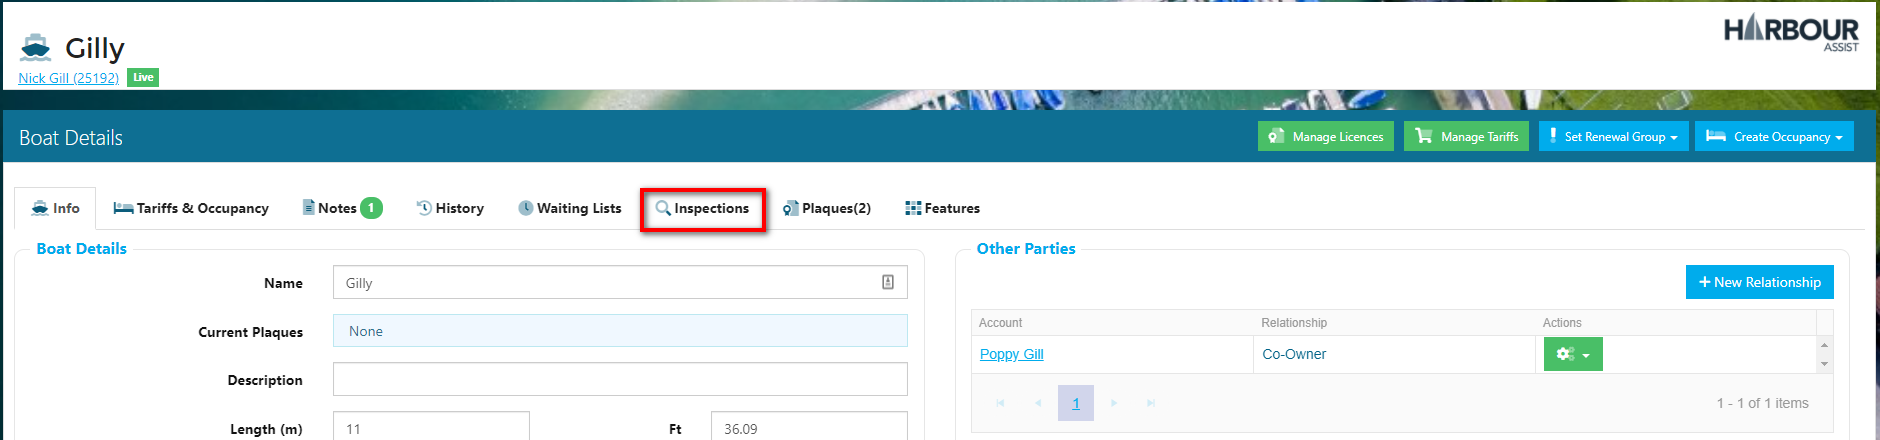 Gilly
HARBOUR
ASSIST
Nick Gill (25192) Live
Boat Details
Manage Licences
Manage Tariffs
Set Renewal Group
Create Occupancy
Info
Tariffs & Occupancy
Notes 1
History
Waiting Lists
Inspections
Plaques(2)
Features
Boat Details
Name Gilly
Current Plaques None
Description
Length (m) 11 Ft 36.09
Other Parties
+ New Relationship
Account Relationship Actions
Poppy Gill Co-Owner
1 1 - 1 of 1 items